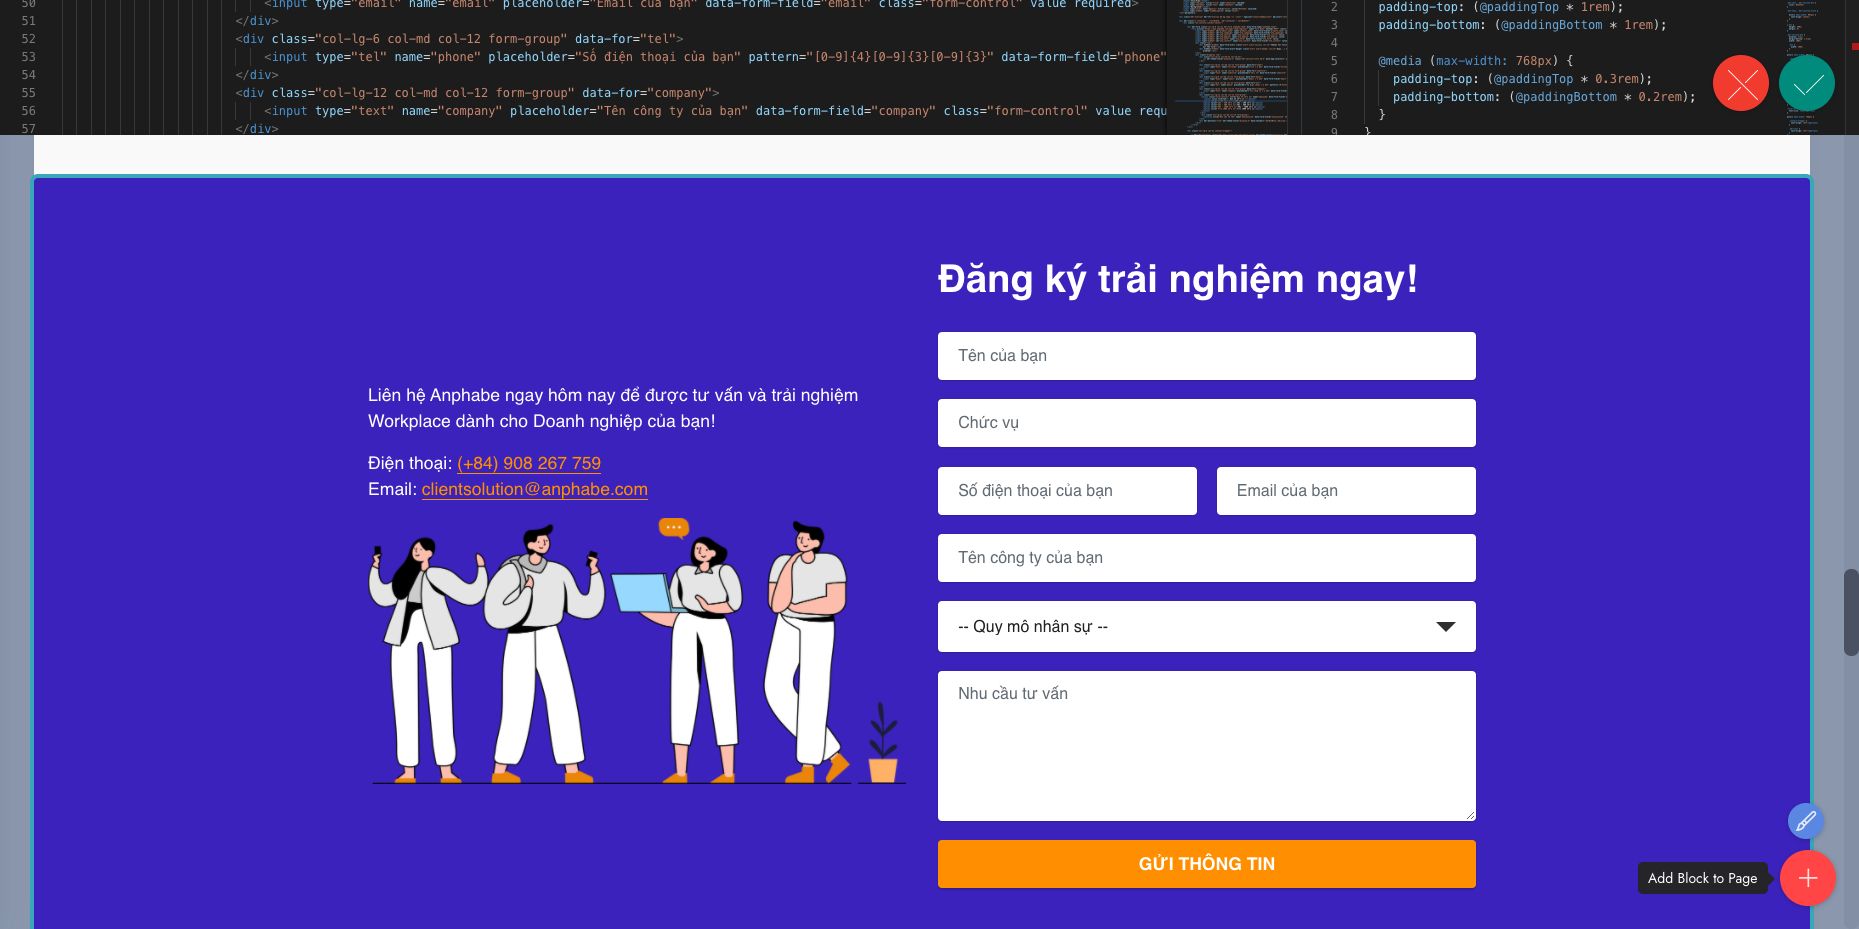 50 <input type="email" name="email" placeholder="Email của bạn" data-form-field="email" class="form-control" value required>
51 </div>
52 <div class="col-lg-6 col-md col-12 form-group" data-for="tel">
53 <input type="tel" name="phone" placeholder="Số điện thoại của bạn" pattern="[0-9]{4}[0-9]{3}[0-9]{3}" data-form-field="phone"
54 </div>
55 <div class="col-lg-12 col-md col-12 form-group" data-for="company">
56 <input type="text" name="company" placeholder="Tên công ty của bạn" data-form-field="company" class="form-control" value requ
57 </div>
2 padding-top: (@paddingTop * 1rem);
3 padding-bottom: (@paddingBottom * 1rem);
4
5 @media (max-width: 768px) {
6 padding-top: (@paddingTop * 0.3rem);
7 padding-bottom: (@paddingBottom * 0.2rem);
8 }
9 }
Đăng ký trải nghiệm ngay!
Liên hệ Anphabe ngay hôm nay để được tư vấn và trải nghiệm
Workplace dành cho Doanh nghiệp của bạn!
Điện thoại: (+84) 908 267 759
Email: clientsolution@anphabe.com
Tên của bạn
Chức vụ
Số điện thoại của bạn
Email của bạn
Tên công ty của bạn
-- Quy mô nhân sự --
Nhu cầu tư vấn
GỬI THÔNG TIN
Add Block to Page